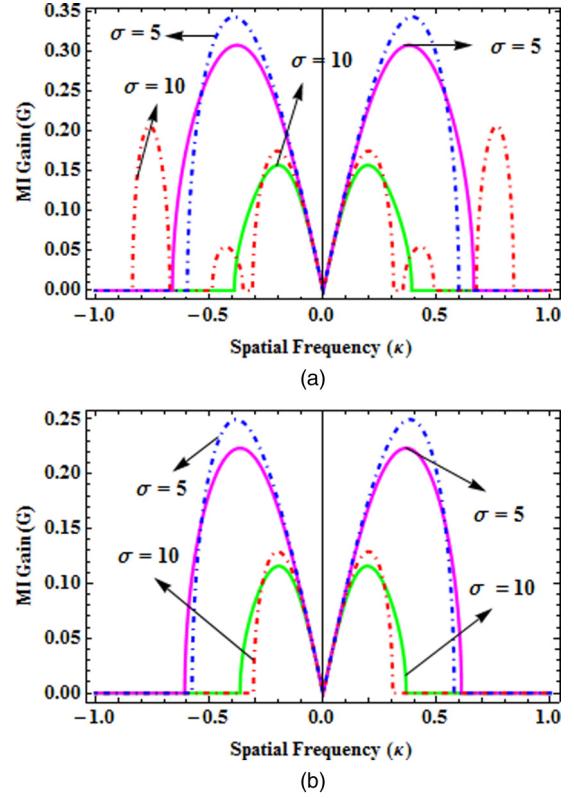 (a)
0.35
0.30
0.25
0.20
0.15
0.10
0.05
0.00
MI Gain(G)
σ = 5
σ = 10
σ = 5
σ = 10
−1.0 −0.5 0.0 0.5 1.0
Spatial Frequency (κ)
(a)
0.25
0.20
0.15
0.10
0.05
0.00
MI Gain(G)
σ = 5
σ = 5
σ = 10
σ = 10
−1.0 −0.5 0.0 0.5 1.0
Spatial Frequency (κ)
(b)